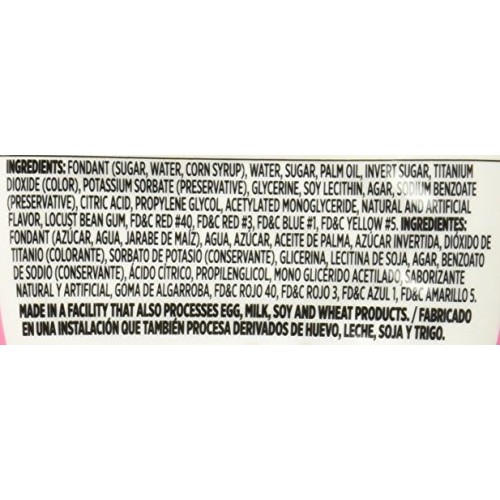 INGREDIENTS: FONDANT (SUGAR, WATER, CORN SYRUP), WATER, SUGAR, PALM OIL, INVERT SUGAR, TITANIUM
DIOXIDE (COLOR), POTASSIUM SORBATE (PRESERVATIVE), GLYCERINE, SOY LECITHIN, AGAR, SODIUM BENZOATE
(PRESERVATIVE), CITRIC ACID, PROPYLENE GLYCOL, ACETYLATED MONOGLYCERIDE, NATURAL AND ARTIFICIAL
FLAVOR, LOCUST BEAN GUM, FD&C RED #40, FD&C RED #3, FD&C BLUE #1, FD&C YELLOW #5. INGREDIENTES:
FONDANT (AZÚCAR, AGUA, JARABE DE MAÍZ), AGUA, AZÚCAR, ACEITE DE PALMA, AZÚCAR INVERTIDA, DIÓXIDO DE
TITANIO (COLORANTE), SORBATO DE POTASIO (CONSERVANTE), GLICERINA, LECITINA DE SOJA, AGAR, BENZOATO
DE SODIO (CONSERVANTE), ÁCIDO CÍTRICO, PROPILENGLICOL, MONO GLICÉRIDO ACETILADO, SABORIZANTE
NATURAL Y ARTIFICIAL, GOMA DE ALGARROBA, FD&C ROJO 40, FD&C ROJO 3, FD&C AZUL 1, FD&C AMARILLO 5.
MADE IN A FACILITY THAT ALSO PROCESSES EGG, MILK, SOY AND WHEAT PRODUCTS. / FABRICADO
EN UNA INSTALACIÓN QUE TAMBIÉN PROCESA DERIVADOS DE HUEVO, LECHE, SOJA Y TRIGO.